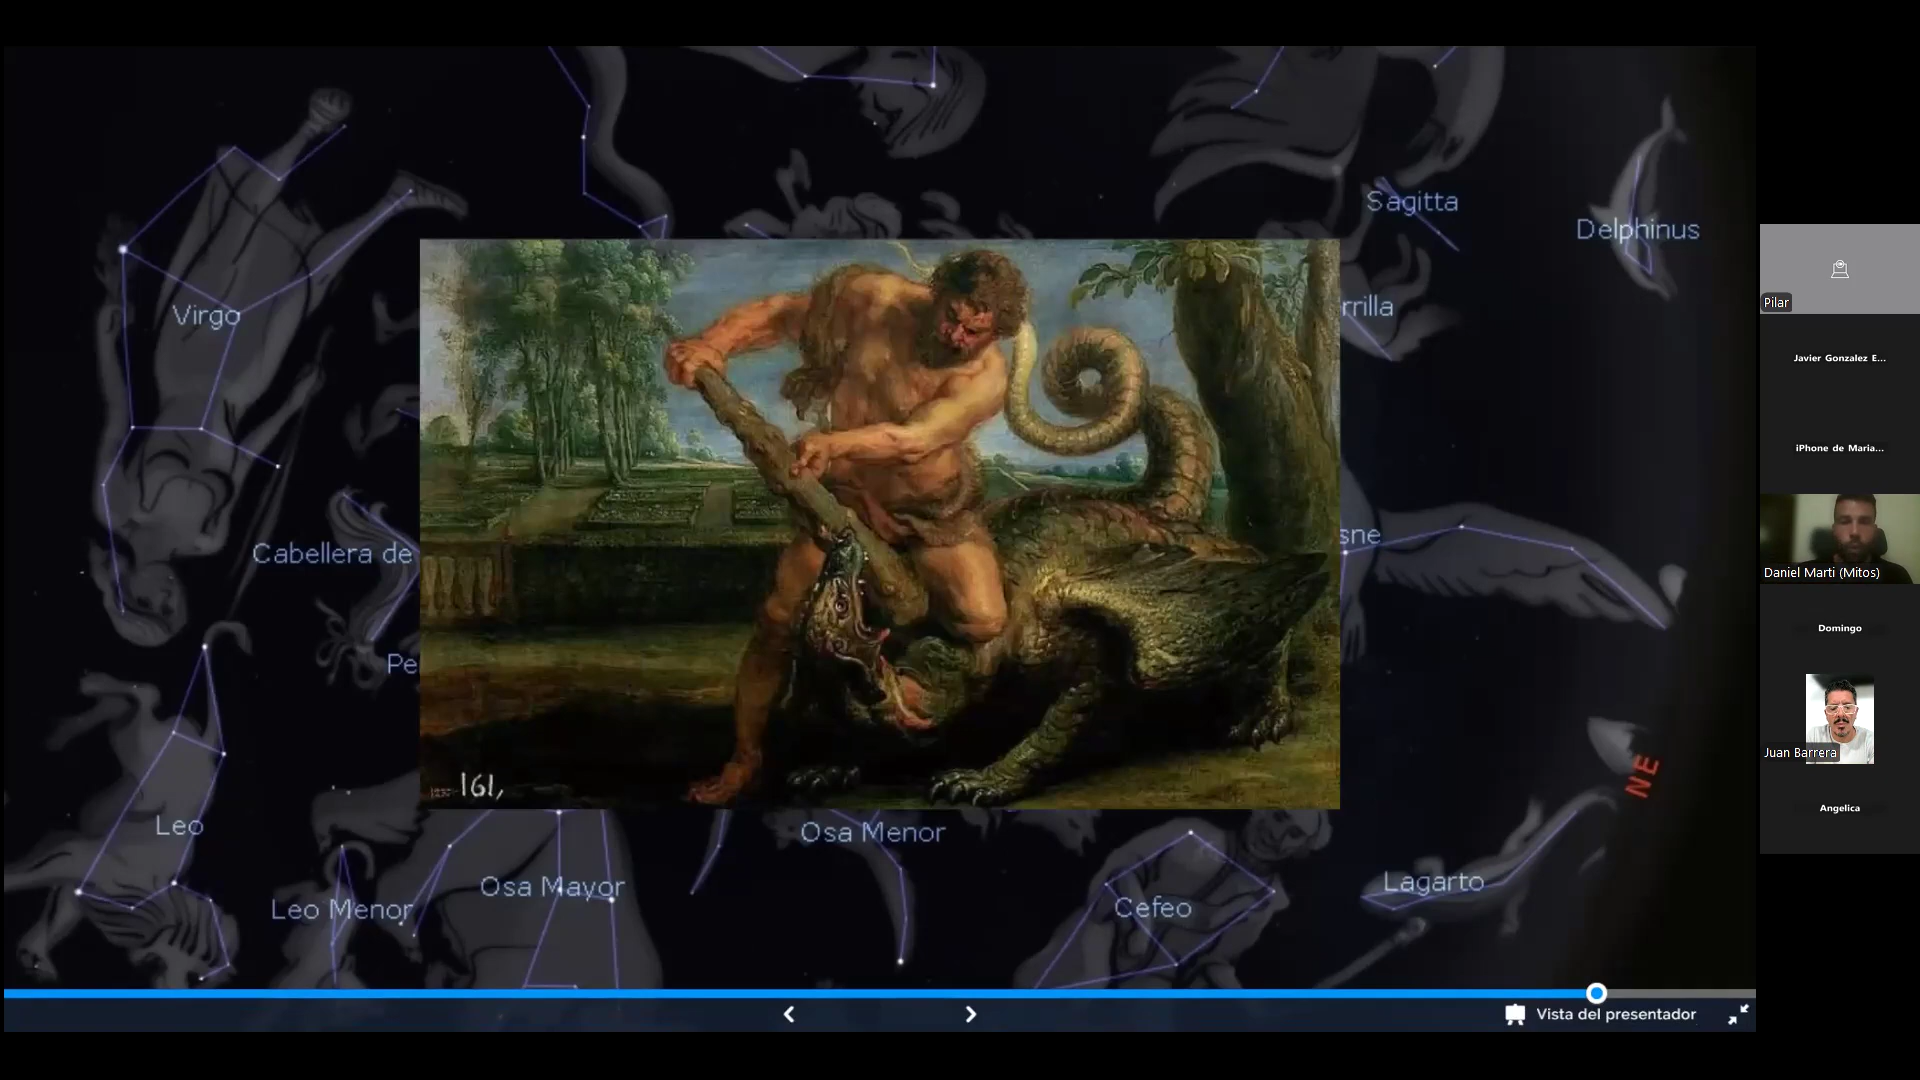 Sagitta
Delphinus
Virgo
rrilla
Cabellera de
sne
Pe
NE
161,
Leo
Osa Menor
Osa Mayor
Leo Menor
Cefeo
Lagarto
Vista del presentador
Pilar
Javier Gonzalez E...
iPhone de Maria...
Daniel Marti (Mitos)
Domingo
Juan Barrera
Angelica